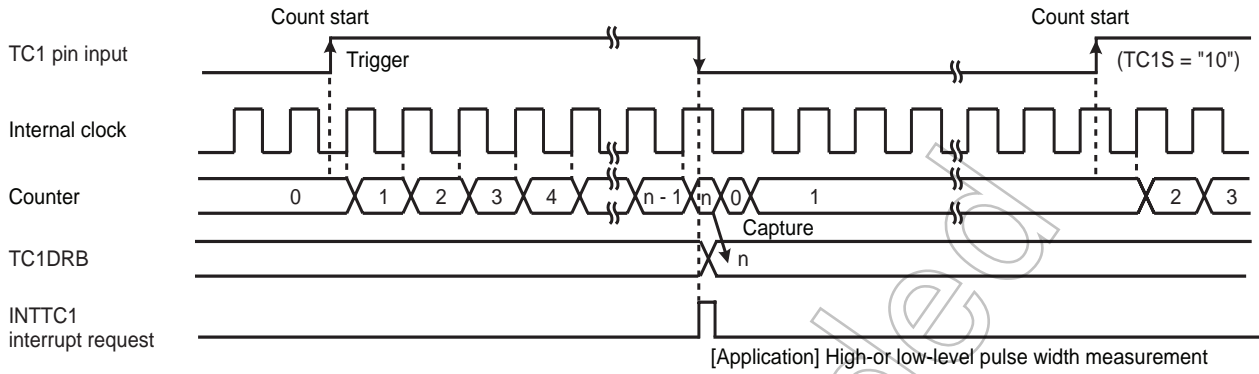 Count start
Count start
TC1 pin input
Trigger
(TC1S = "10")
Internal clock
Counter
0 1 2 3 4 n - 1 n 0 1 2 3
Capture
TC1DRB
n
INTTC1
interrupt request
[Application] High-or low-level pulse width measurement